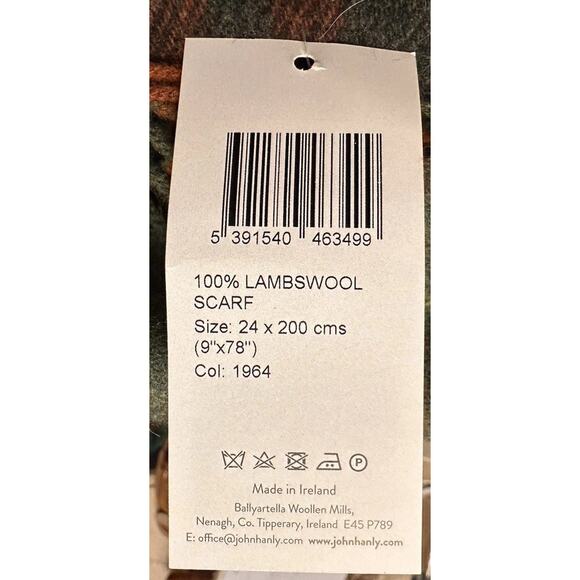 5 391540 463499
100% LAMBSWOOL
SCARF
Size: 24 x 200 cms
(9"x78")
Col: 1964
P
Made in Ireland
Ballyartella Woollen Mills,
Nenagh, Co. Tipperary, Ireland E45 P789
E: office@johnhanly.com www.johnhanly.com